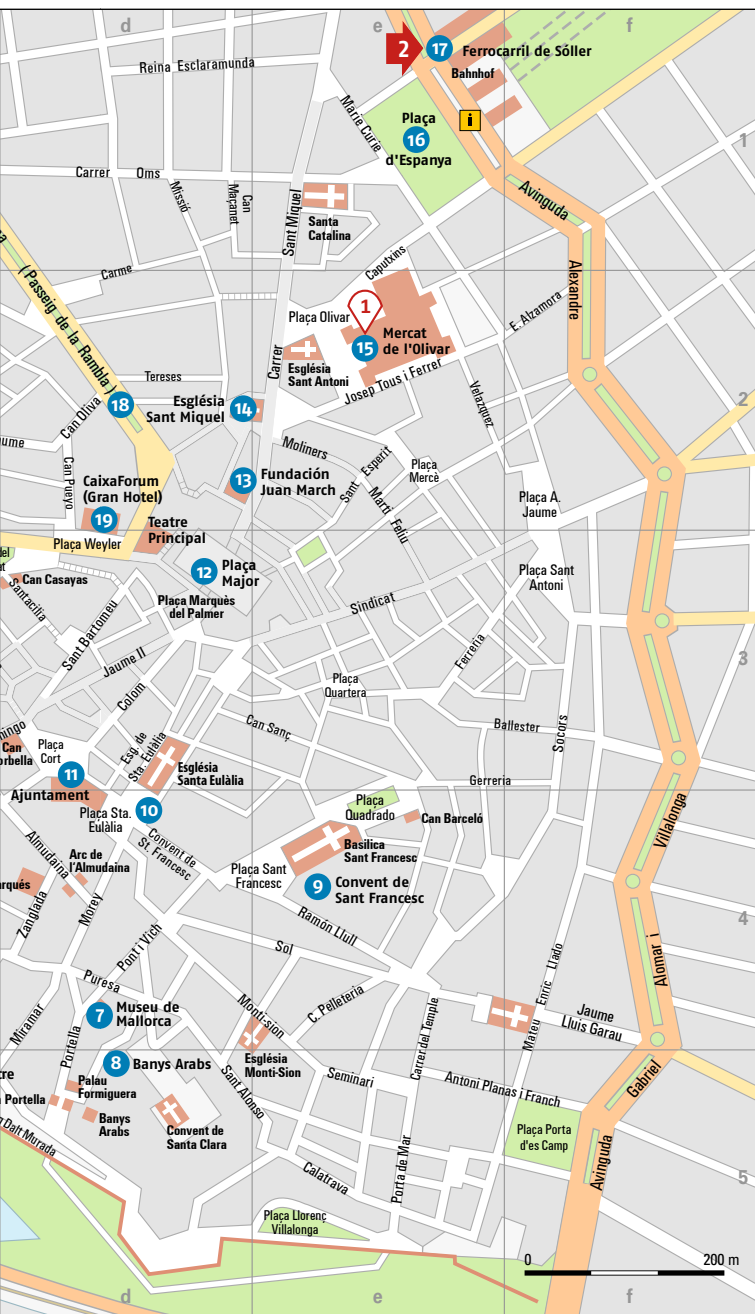 d
e
f
2
17
Ferrocarril de Sóller
Bahnhof
Reina Esclaramunda
Marie Curie
Plaça
16
d'Espanya
i
1
Carrer Oms
Missió
Can
Maçanet
Sant Miquel
Santa
Catalina
Avinguda
Caputxins
Carme
Alexandre
(Passeig de la Rambla)
Plaça Olivar
1
E. Alzamora
Mercat
de l'Olivar
15
Carrer
Església
Sant Antoni
Josep Tous i Ferrer
Tereses
Velazquez
2
18
Can Oliva
Església
Sant Miquel
14
Moliners
Can Pueyo
CaixaForum
(Gran Hotel)
13
Fundación
Juan March
Sant Esperit
Plaça
Mercè
Martí Feliu
Plaça A.
Jaume
19
Teatre
Principal
Plaça Weyler
12
Plaça
Major
Can Casayas
Santacilia
Plaça Marquès
del Palmer
Plaça Sant
Antoni
Sindicat
Sant Bartomeu
Ferreria
Jaume II
3
Plaça
Quartera
Colom
Can Sanç
Ballester
Socors
Plaça
Cort
Esg. de
Sta. Eulàlia
Església
Santa Eulàlia
11
Ajuntament
Gerreria
Plaça Sta.
Eulàlia
10
Plaça
Quadrado
Can Barceló
Villalonga
Convent de
St. Francesc
Basilica
Sant Francesc
Almudaina
Arc de
l'Almudaina
Plaça Sant
Francesc
9
Convent de
Sant Francesc
Zanglada
Morey
Ramón Llull
4
Pont i Vich
Sol
Alomar i
Puresa
C. Pelleteria
Enric Llado
Miramar
7
Museu de
Mallorca
Monti-sion
Carrer del Temple
Mateu
Jaume
Lluis Garau
Portella
8
Banys Arabs
Església
Monti-Sion
Seminari
Antoni Planas i Franch
Gabriel
Palau
Formiguera
Portella
Banys
Arabs
Sant Alonso
Convent de
Santa Clara
Plaça Porta
d'es Camp
Dalt Murada
Calatrava
Porta de Mar
Avinguda
5
Plaça Llorenç
Villalonga
0
200 m
d
e
f